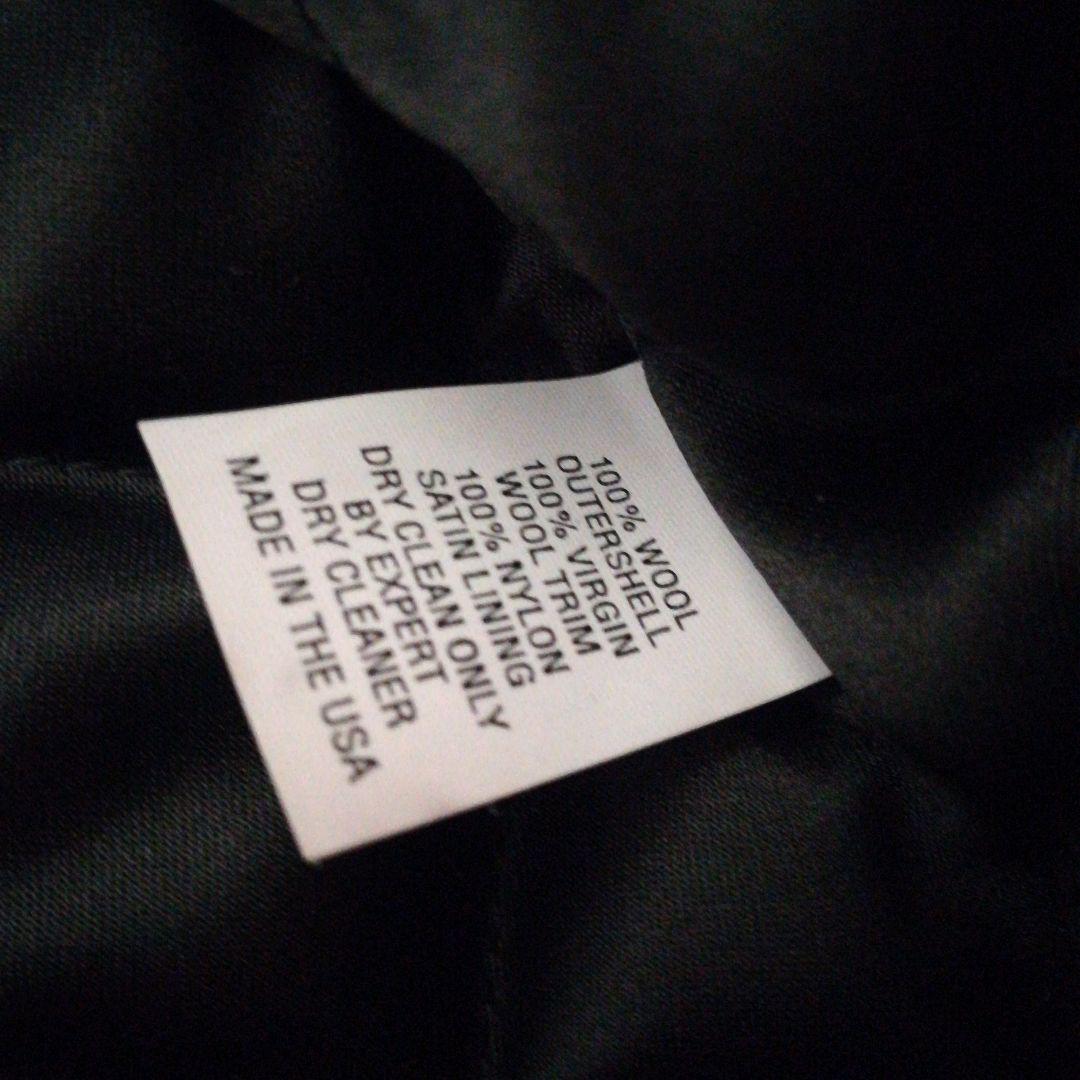 100% WOOL
OUTERSHELL
100% VIRGIN
WOOL TRIM
100% NYLON
SATIN LINING
DRY CLEAN ONLY
BY EXPERT
DRY CLEANER
MADE IN THE USA